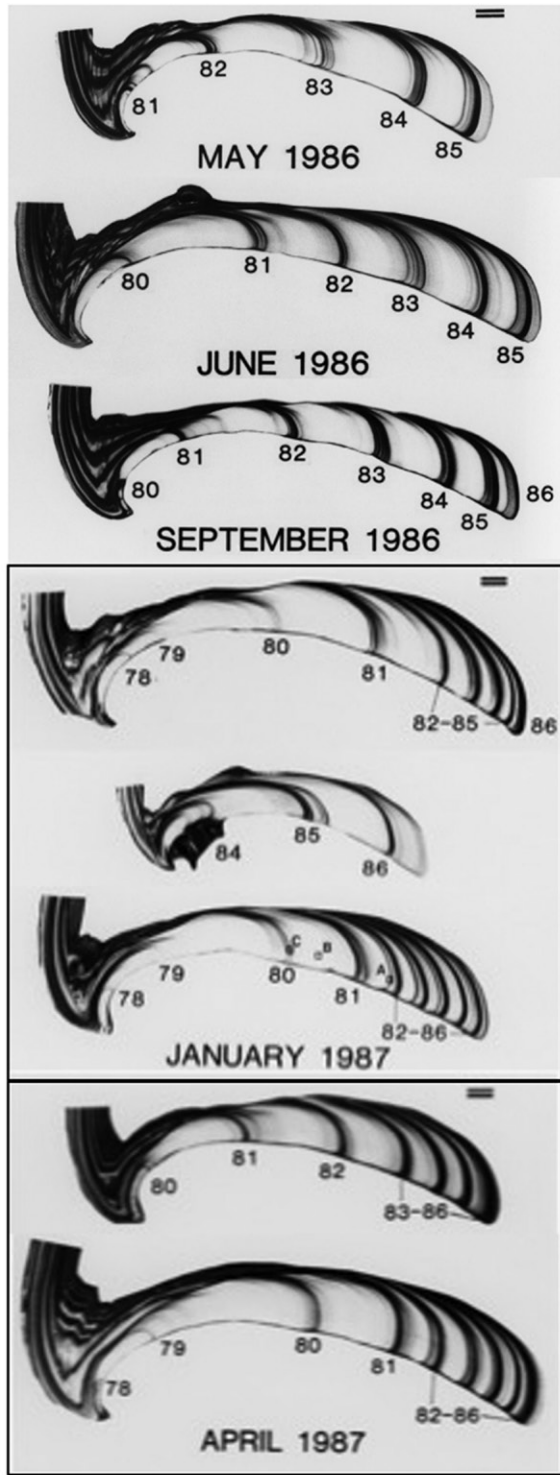 81 82 83 84 85
MAY 1986
80 81 82 83 84 85
JUNE 1986
80 81 82 83 84 85 86
SEPTEMBER 1986
78 79 80 81 82-85 86
84 85 86
C B A
78 79 80 81 82-86
JANUARY 1987
80 81 82 83-86
78 79 80 81 82-86
APRIL 1987